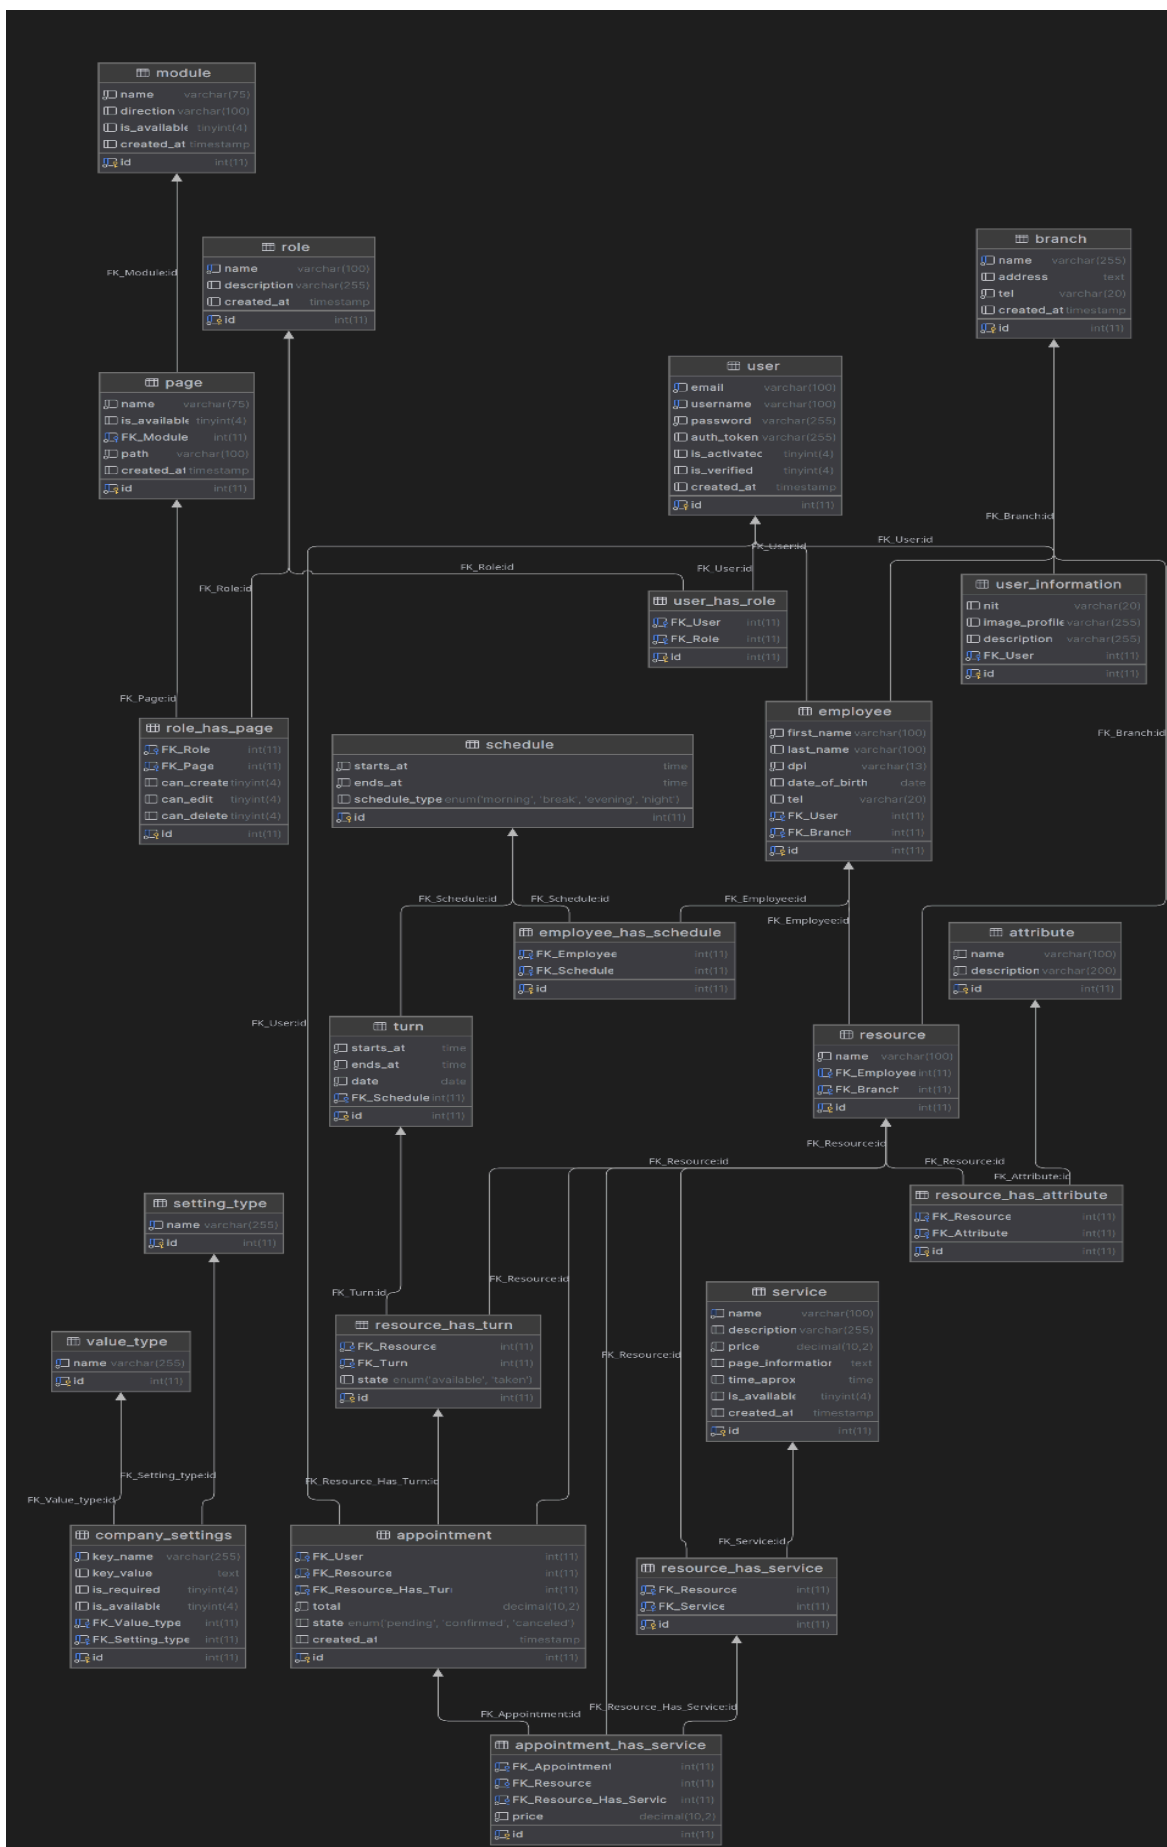 module
name varchar(75)
direction varchar(100)
is_available tinyint(4)
created_at timestamp
id int(11)
FK_Module:id
role
name varchar(100)
description varchar(255)
created_at timestamp
id int(11)
branch
name varchar(255)
address text
tel varchar(20)
created_at timestamp
id int(11)
page
name varchar(75)
is_available tinyint(4)
FK_Module int(11)
path varchar(100)
created_at timestamp
id int(11)
user
email varchar(100)
username varchar(100)
password varchar(255)
auth_token varchar(255)
is_activated tinyint(4)
is_verified tinyint(4)
created_at timestamp
id int(11)
FK_Branch:id
FK_User:id
FK_User:id
FK_Role:id
FK_User:id
FK_Role:id
user_has_role
FK_User int(11)
FK_Role int(11)
id int(11)
user_information
nit varchar(20)
image_profile varchar(255)
description varchar(255)
FK_User int(11)
id int(11)
FK_Page:id
role_has_page
FK_Role int(11)
FK_Page int(11)
can_create tinyint(4)
can_edit tinyint(4)
can_delete tinyint(4)
id int(11)
schedule
starts_at time
ends_at time
schedule_type enum('morning', 'break', 'evening', 'night')
id int(11)
employee
first_name varchar(100)
last_name varchar(100)
dpi varchar(13)
date_of_birth date
tel varchar(20)
FK_User int(11)
FK_Branch int(11)
id int(11)
FK_Branch:id
FK_Schedule:id
FK_Schedule:id
FK_Employee:id
FK_Employee:id
employee_has_schedule
FK_Employee int(11)
FK_Schedule int(11)
id int(11)
attribute
name varchar(100)
description varchar(200)
id int(11)
FK_User:id
turn
starts_at time
ends_at time
date date
FK_Schedule int(11)
id int(11)
resource
name varchar(100)
FK_Employee int(11)
FK_Branch int(11)
id int(11)
FK_Resource:id
FK_Resource:id
FK_Resource:id
FK_Attribute:id
resource_has_attribute
FK_Resource int(11)
FK_Attribute int(11)
id int(11)
setting_type
name varchar(255)
id int(11)
FK_Turn:id
FK_Resource:id
service
name varchar(100)
description varchar(255)
price decimal(10,2)
page_information text
time_aprox time
is_available tinyint(4)
created_at timestamp
id int(11)
value_type
name varchar(255)
id int(11)
resource_has_turn
FK_Resource int(11)
FK_Turn int(11)
state enum('available', 'taken')
id int(11)
FK_Resource:id
FK_Setting_type:id
FK_Value_type:id
FK_Resource_Has_Turn:id
FK_Service:id
company_settings
key_name varchar(255)
key_value text
is_required tinyint(4)
is_available tinyint(4)
FK_Value_type int(11)
FK_Setting_type int(11)
id int(11)
appointment
FK_User int(11)
FK_Resource int(11)
FK_Resource_Has_Turn int(11)
total decimal(10,2)
state enum('pending', 'confirmed', 'canceled')
created_at timestamp
id int(11)
resource_has_service
FK_Resource int(11)
FK_Service int(11)
id int(11)
FK_Appointment:id
FK_Resource_Has_Service:id
appointment_has_service
FK_Appointment int(11)
FK_Resource int(11)
FK_Resource_Has_Servic int(11)
price decimal(10,2)
id int(11)